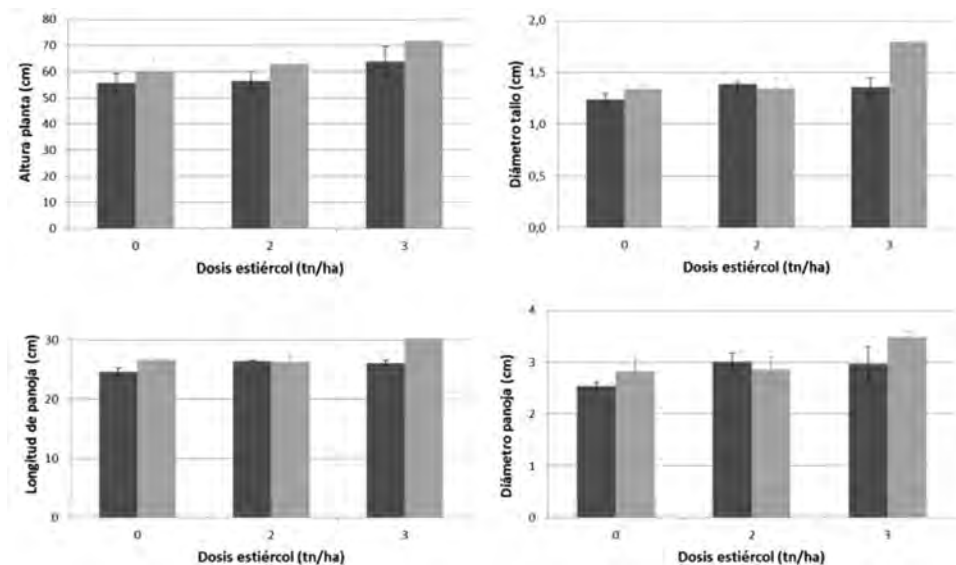 Altura planta (cm)
80
70
60
50
40
30
20
10
0
0 2 3
Dosis estiércol (tn/ha)
Diámetro tallo (cm)
2,0
1,5
1,0
0,5
0,0
0 2 3
Dosis estiércol (tn/ha)
Longitud de panoja (cm)
30
20
10
0
0 2 3
Dosis estiércol (tn/ha)
Diámetro panoja (cm)
4
3
2
1
0
0 2 3
Dosis estiércol (tn/ha)